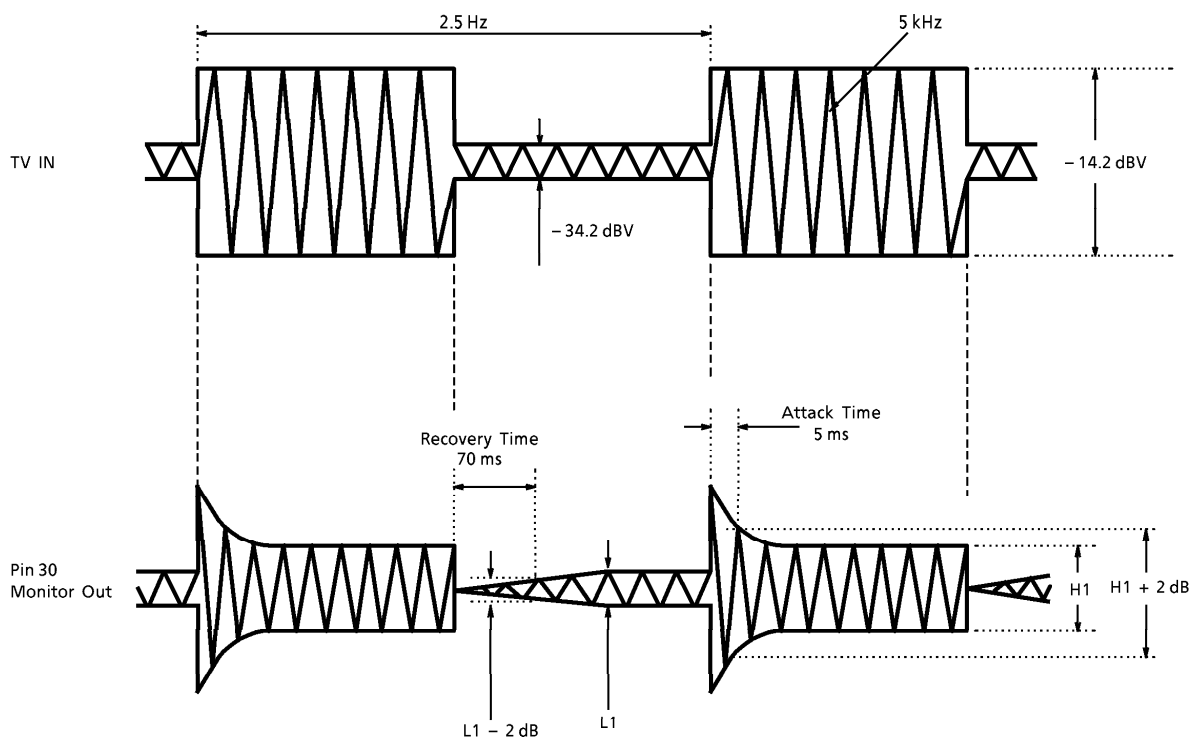 2.5 Hz
5 kHz
TV IN
– 14.2 dBV
– 34.2 dBV
Attack Time
5 ms
Recovery Time
70 ms
Pin 30
Monitor Out
H1
H1 + 2 dB
L1 – 2 dB
L1